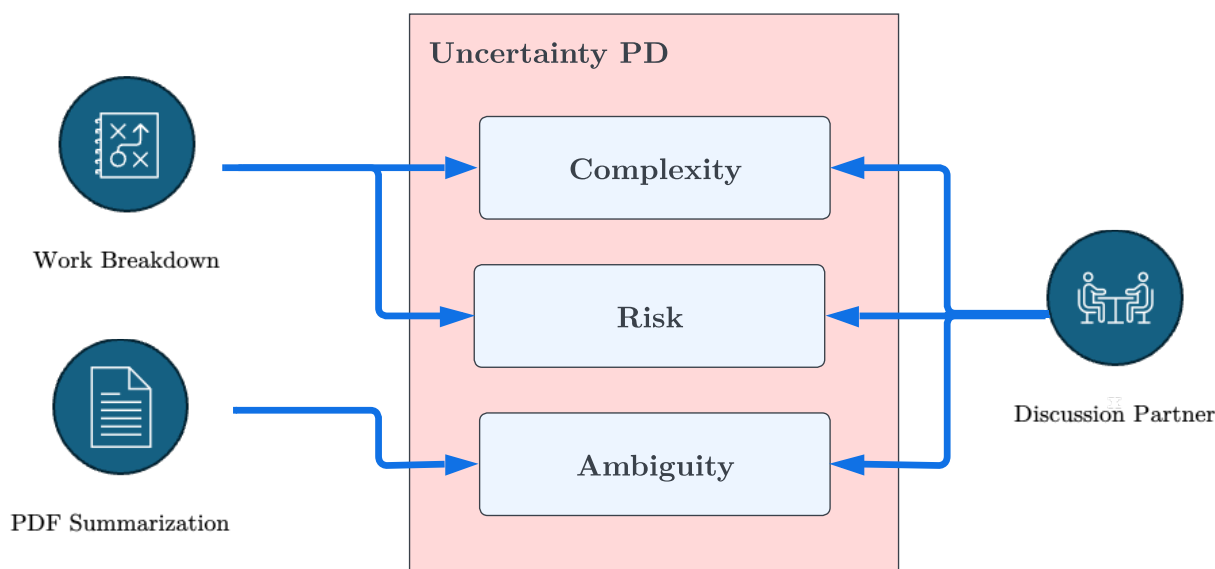 Uncertainty PD
Complexity
Work Breakdown
Risk
Discussion Partner
Ambiguity
PDF Summarization